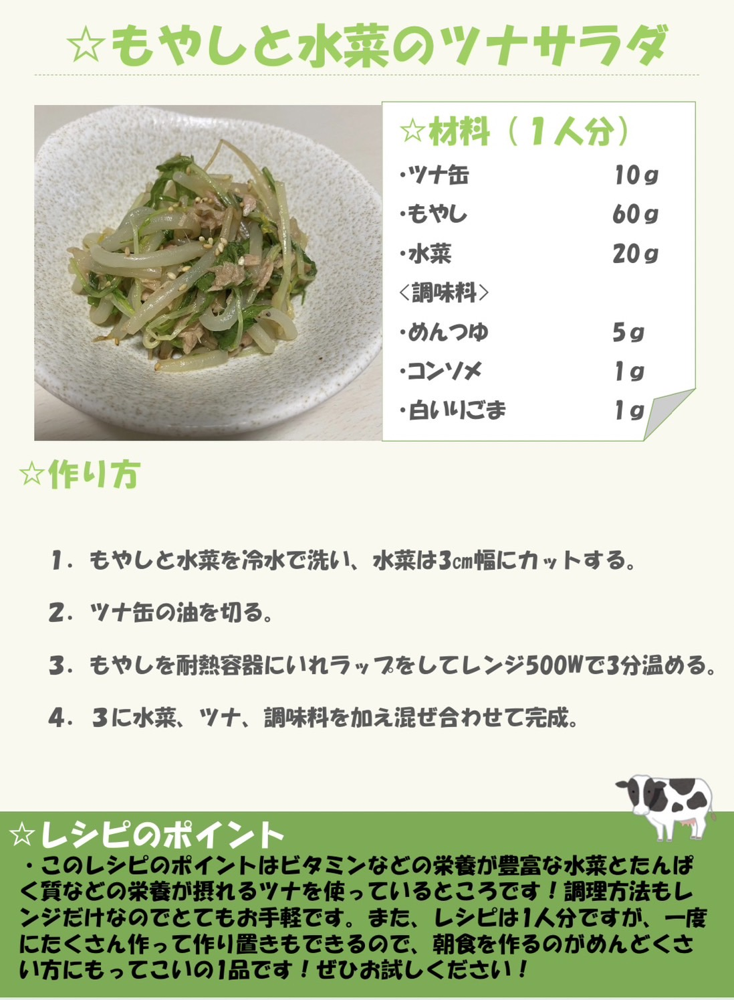 ☆もやしと水菜のツナサラダ
☆材料（１人分）
・ツナ缶 10ｇ
・もやし 60ｇ
・水菜 20ｇ
＜調味料＞
・めんつゆ 5ｇ
・コンソメ 1ｇ
・白いりごま 1ｇ
☆作り方
１．もやしと水菜を冷水で洗い、水菜は3㎝幅にカットする。
２．ツナ缶の油を切る。
３．もやしを耐熱容器にいれラップをしてレンジ500Wで3分温める。
４．３に水菜、ツナ、調味料を加え混ぜ合わせて完成。
☆レシピのポイント
・このレシピのポイントはビタミンなどの栄養が豊富な水菜とたんぱ
く質などの栄養が摂れるツナを使っているところです！調理方法もレ
ンジだけなのでとてもお手軽です。また、レシピは1人分ですが、一度
にたくさん作って作り置きもできるので、朝食を作るのがめんどくさ
い方にもってこいの1品です！ぜひお試しください！